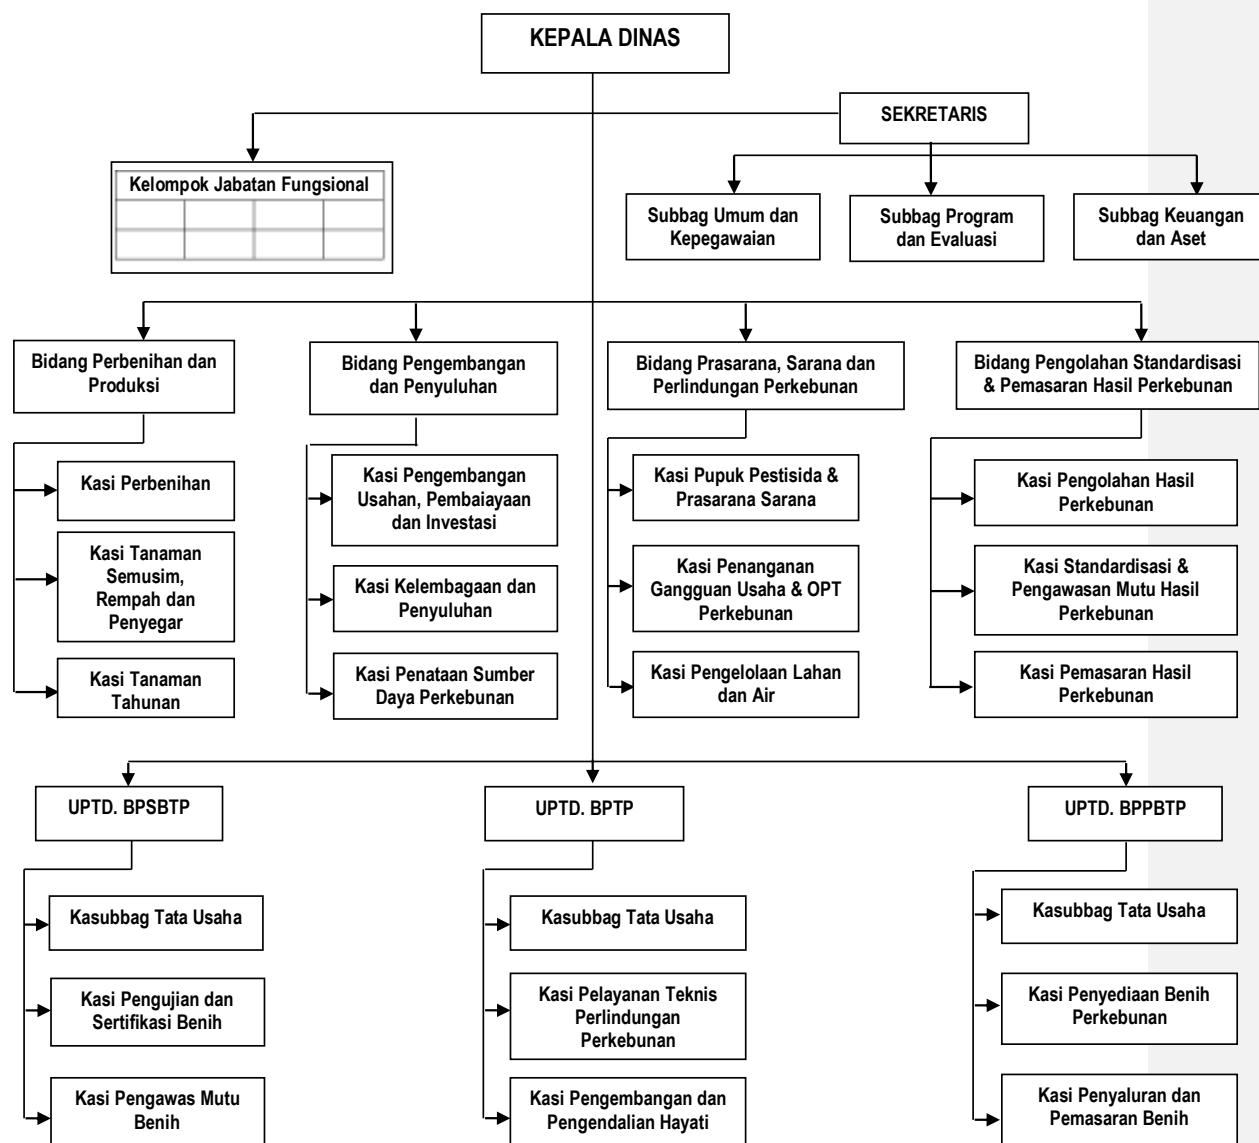 KEPALA DINAS
SEKRETARIS
Kelompok Jabatan Fungsional
Subbag Umum dan
Kepegawaian
Subbag Program
dan Evaluasi
Subbag Keuangan
dan Aset
Bidang Perbenihan dan
Produksi
Bidang Pengembangan
dan Penyuluhan
Bidang Prasarana, Sarana dan
Perlindungan Perkebunan
Bidang Pengolahan Standardisasi
& Pemasaran Hasil Perkebunan
Kasi Perbenihan
Kasi Tanaman
Semusim,
Rempah dan
Penyegar
Kasi Tanaman
Tahunan
Kasi Pengembangan
Usahan, Pembaiayaan
dan Investasi
Kasi Kelembagaan dan
Penyuluhan
Kasi Penataan Sumber
Daya Perkebunan
Kasi Pupuk Pestisida &
Prasarana Sarana
Kasi Penanganan
Gangguan Usaha & OPT
Perkebunan
Kasi Pengelolaan Lahan
dan Air
Kasi Pengolahan Hasil
Perkebunan
Kasi Standardisasi &
Pengawasan Mutu Hasil
Perkebunan
Kasi Pemasaran Hasil
Perkebunan
UPTD. BPSBTP
UPTD. BPTP
UPTD. BPPBTP
Kasubbag Tata Usaha
Kasi Pengujian dan
Sertifikasi Benih
Kasi Pengawas Mutu
Benih
Kasubbag Tata Usaha
Kasi Pelayanan Teknis
Perlindungan
Perkebunan
Kasi Pengembangan dan
Pengendalian Hayati
Kasubbag Tata Usaha
Kasi Penyediaan Benih
Perkebunan
Kasi Penyaluran dan
Pemasaran Benih